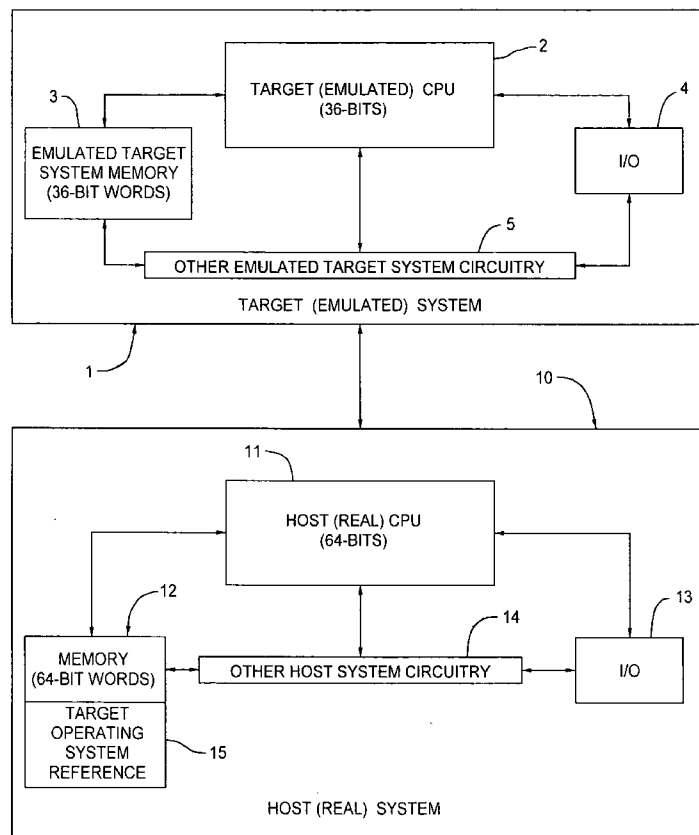 2
TARGET (EMULATED) CPU
(36-BITS)
3
4
EMULATED TARGET
SYSTEM MEMORY
(36-BIT WORDS)
I/O
5
OTHER EMULATED TARGET SYSTEM CIRCUITRY
TARGET (EMULATED) SYSTEM
1
10
11
HOST (REAL) CPU
(64-BITS)
12
13
14
MEMORY
(64-BIT WORDS)
OTHER HOST SYSTEM CIRCUITRY
I/O
TARGET
OPERATING
SYSTEM
REFERENCE
15
HOST (REAL) SYSTEM